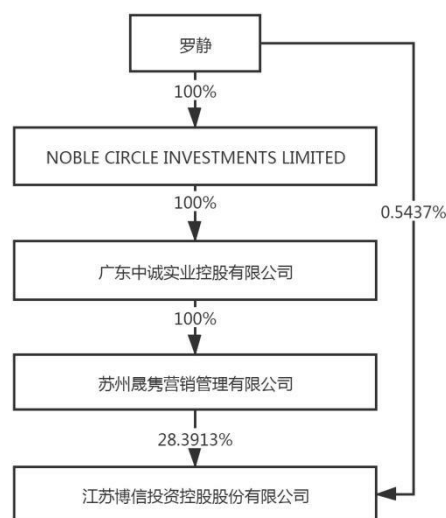 罗静
100%
NOBLE CIRCLE INVESTMENTS LIMITED
100%
0.5437%
广东中诚实业控股有限公司
100%
苏州晟隽营销管理有限公司
28.3913%
江苏博信投资控股股份有限公司